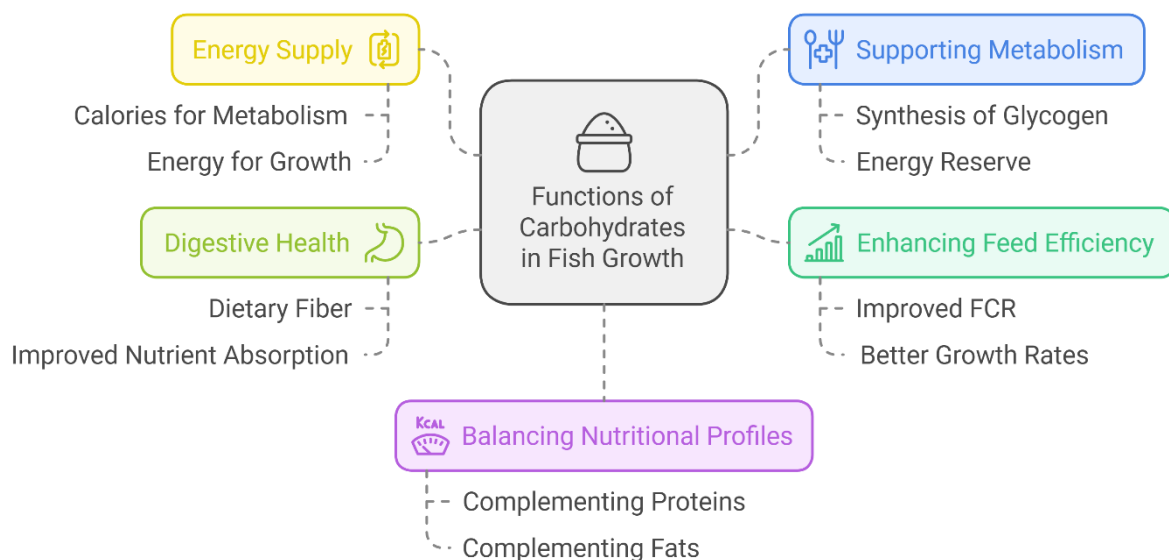 Energy Supply
Calories for Metabolism
Energy for Growth
Digestive Health
Dietary Fiber
Improved Nutrient Absorption
Functions of
Carbohydrates
in Fish Growth
Supporting Metabolism
Synthesis of Glycogen
Energy Reserve
Enhancing Feed Efficiency
Improved FCR
Better Growth Rates
KCAL
Balancing Nutritional Profiles
Complementing Proteins
Complementing Fats